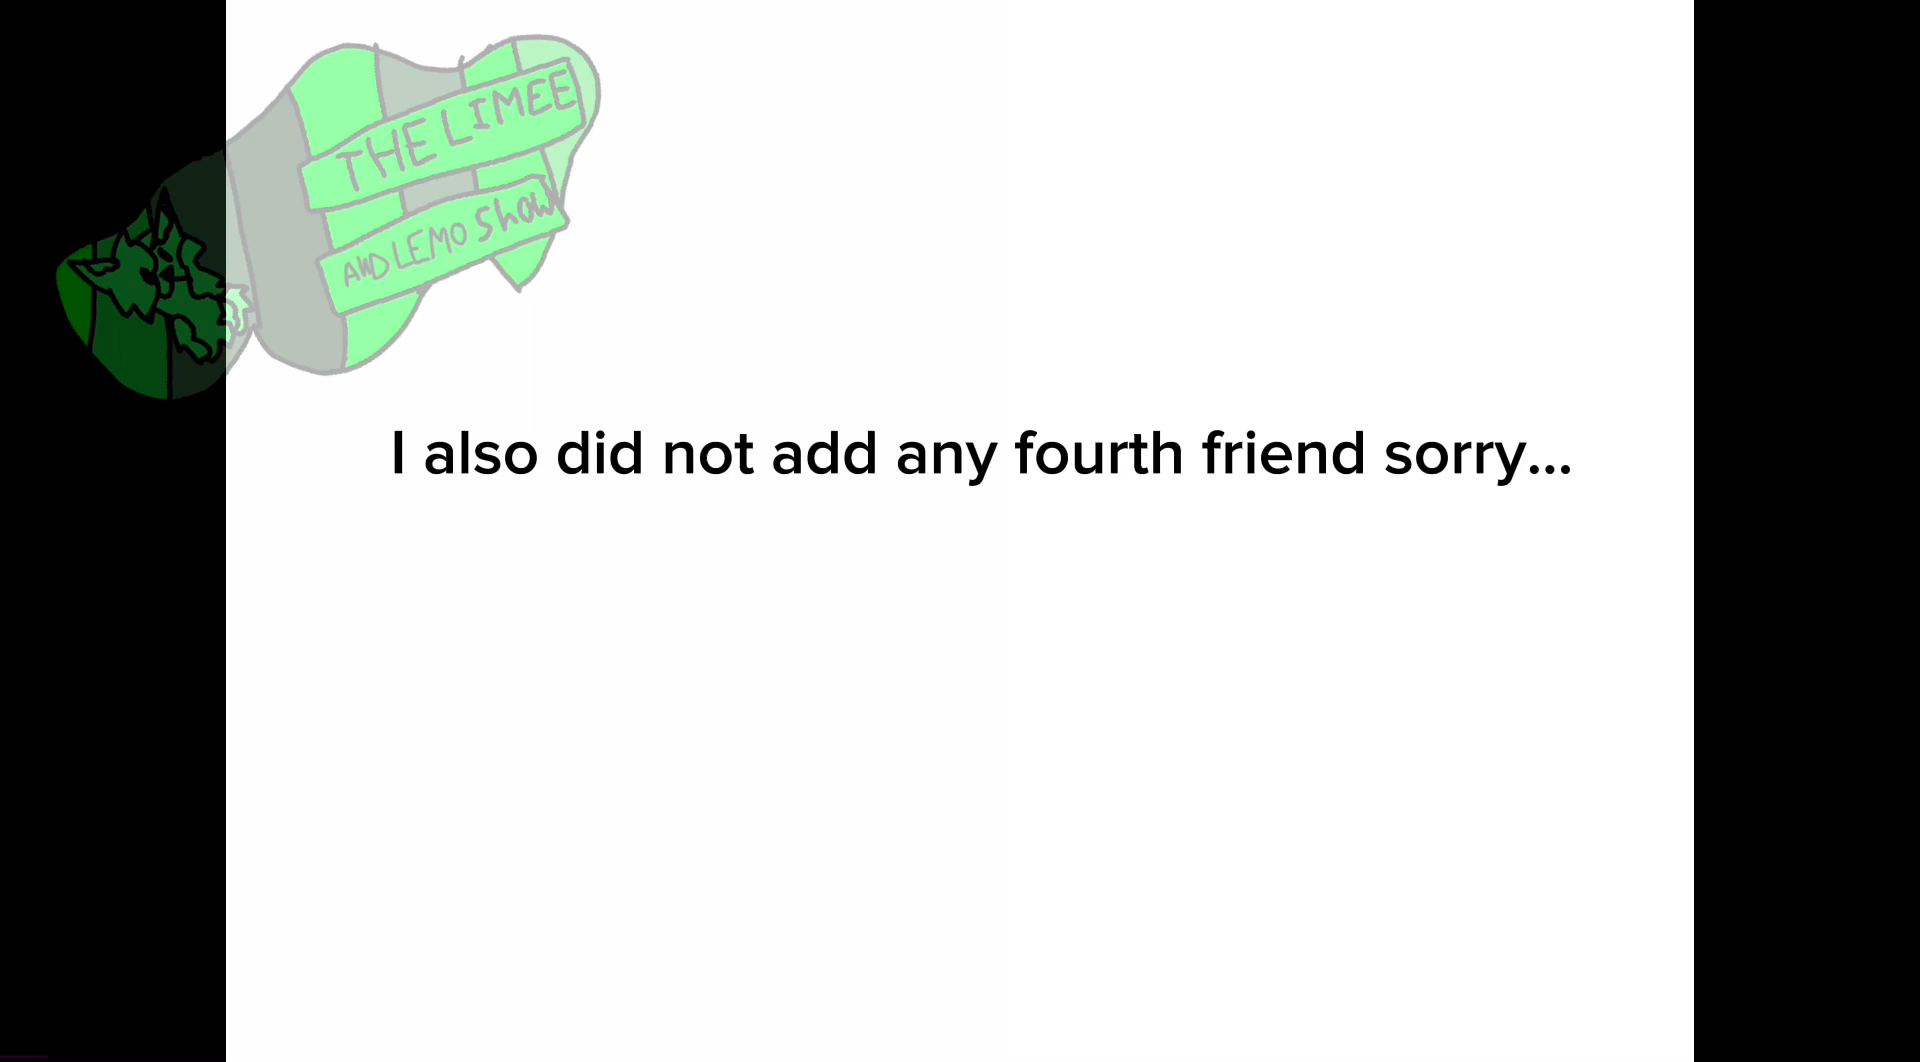 THE LIMEE
AND LEMO Show
I also did not add any fourth friend sorry...